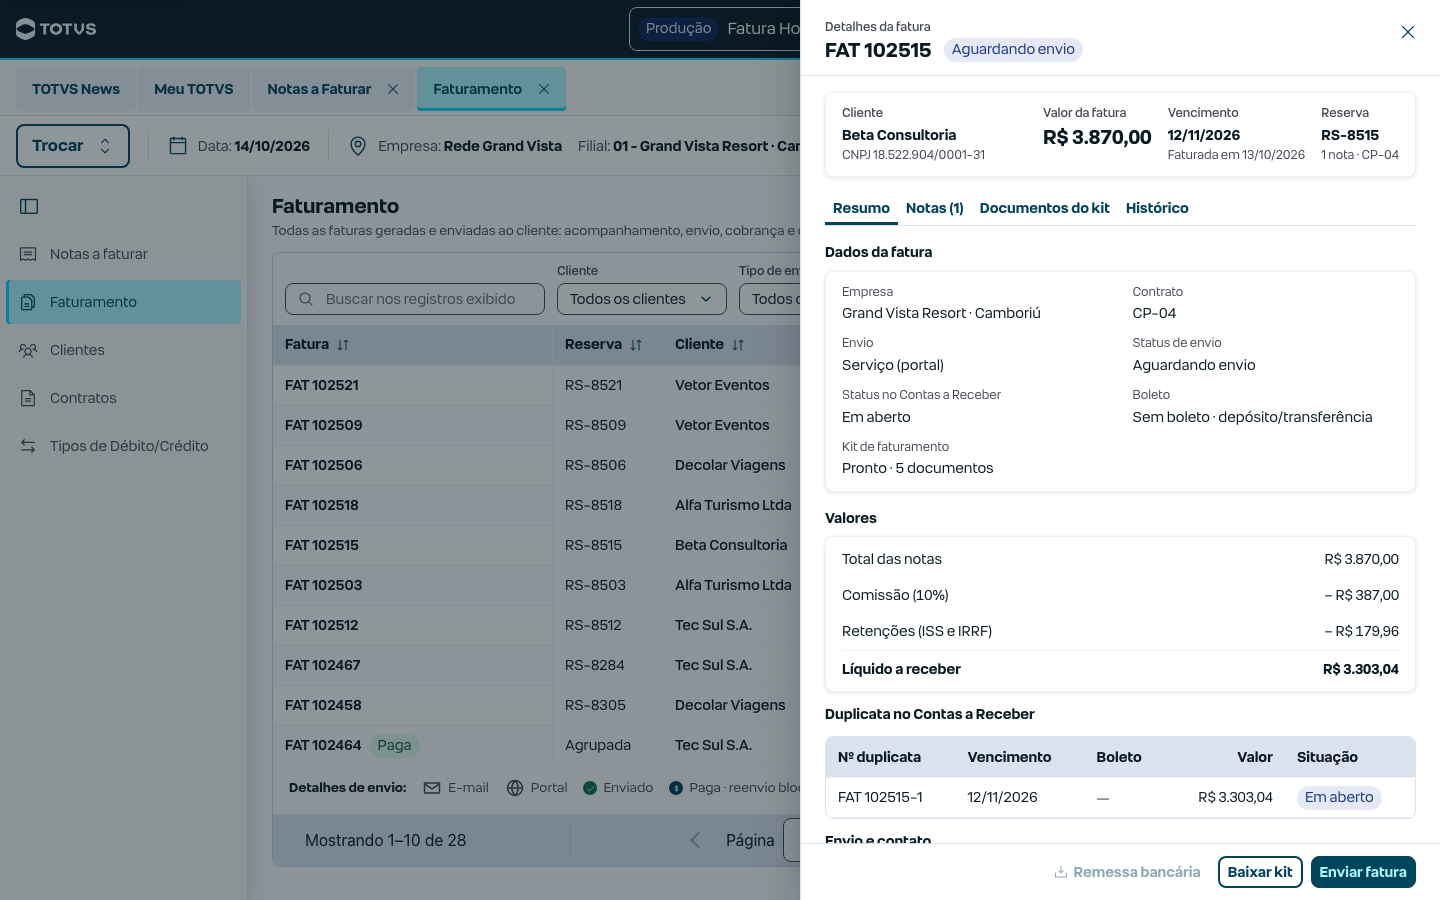 TOTVS
Produção Fatura Ho
TOTVS News Meu TOTVS Notas a Faturar Faturamento
Trocar Data: 14/10/2026 Empresa: Rede Grand Vista Filial: 01 - Grand Vista Resort · Car
Notas a faturar
Faturamento
Clientes
Contratos
Tipos de Débito/Crédito
Faturamento
Todas as faturas geradas e enviadas ao cliente: acompanhamento, envio, cobrança e
Cliente Tipo de en
Buscar nos registros exibido Todos os clientes Todos
Fatura Reserva Cliente
FAT 102521 RS-8521 Vetor Eventos
FAT 102509 RS-8509 Vetor Eventos
FAT 102506 RS-8506 Decolar Viagens
FAT 102518 RS-8518 Alfa Turismo Ltda
FAT 102515 RS-8515 Beta Consultoria
FAT 102503 RS-8503 Alfa Turismo Ltda
FAT 102512 RS-8512 Tec Sul S.A.
FAT 102467 RS-8284 Tec Sul S.A.
FAT 102458 RS-8305 Decolar Viagens
FAT 102464 Paga Agrupada Tec Sul S.A.
Detalhes de envio: E-mail Portal Enviado Paga · reenvio bloc
Mostrando 1–10 de 28 Página
Detalhes da fatura
FAT 102515 Aguardando envio
Cliente Valor da fatura Vencimento Reserva
Beta Consultoria R$ 3.870,00 12/11/2026 RS-8515
CNPJ 18.522.904/0001-31 Faturada em 13/10/2026 1 nota · CP-04
Resumo Notas (1) Documentos do kit Histórico
Dados da fatura
Empresa Contrato
Grand Vista Resort · Camboriú CP-04
Envio Status de envio
Serviço (portal) Aguardando envio
Status no Contas a Receber Boleto
Em aberto Sem boleto · depósito/transferência
Kit de faturamento
Pronto · 5 documentos
Valores
Total das notas R$ 3.870,00
Comissão (10%) − R$ 387,00
Retenções (ISS e IRRF) − R$ 179,96
Líquido a receber R$ 3.303,04
Duplicata no Contas a Receber
Nº duplicata Vencimento Boleto Valor Situação
FAT 102515-1 12/11/2026 — R$ 3.303,04 Em aberto
Envio e contato
Remessa bancária Baixar kit Enviar fatura